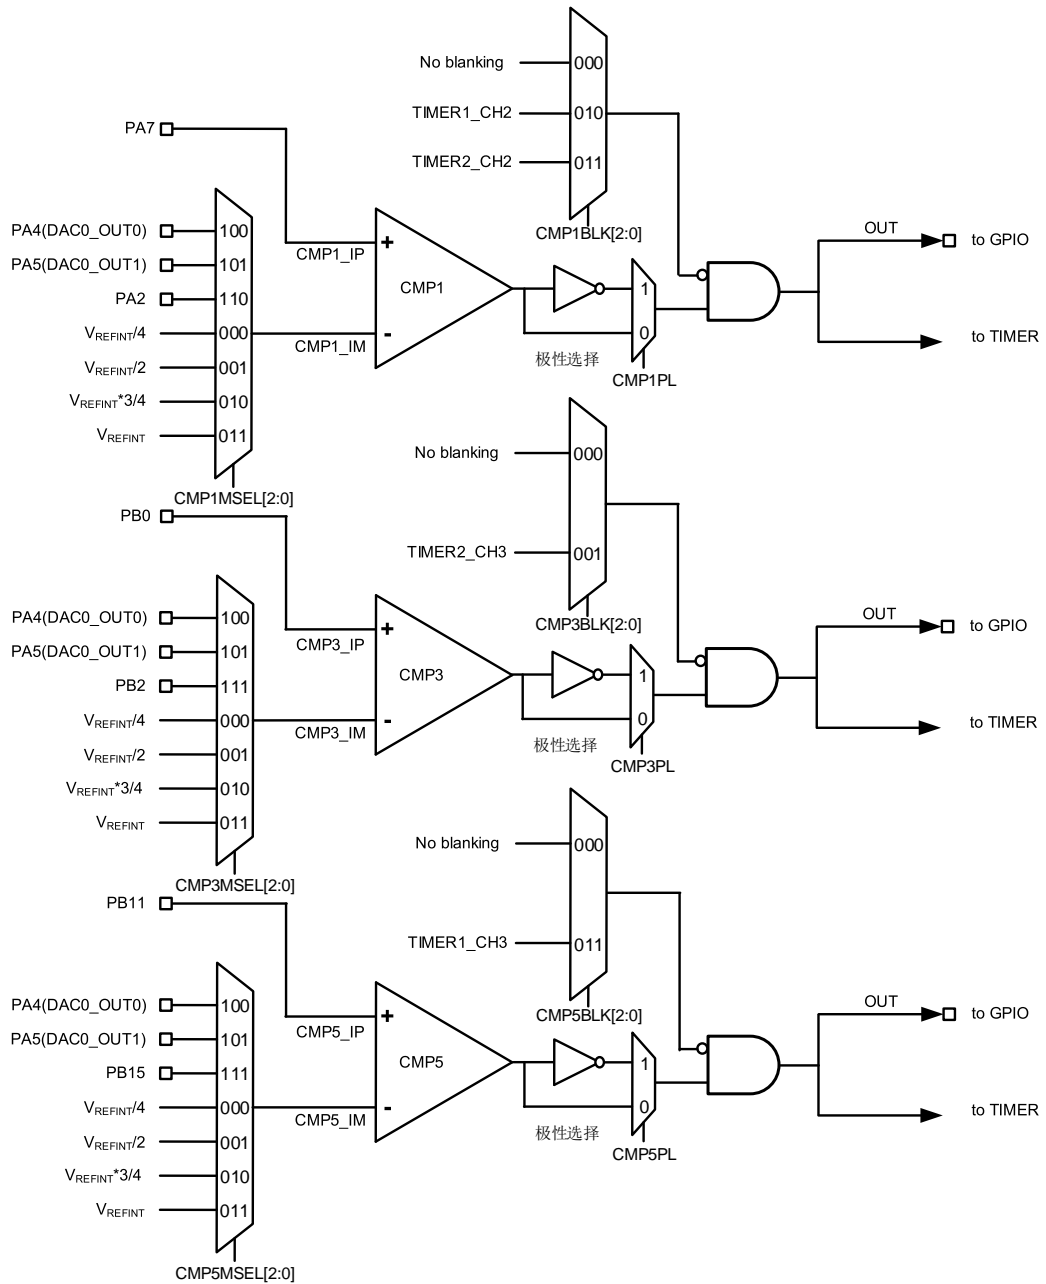 No blanking
000
TIMER1_CH2
010
PA7
TIMER2_CH2
011
CMP1BLK[2:0]
PA4(DAC0_OUT0)
100
CMP1_IP
+
OUT
to GPIO
PA5(DAC0_OUT1)
101
CMP1
1
PA2
110
VREFINT/4
000
CMP1_IM
-
0
to TIMER
极性选择
VREFINT/2
001
CMP1PL
VREFINT*3/4
010
VREFINT
011
No blanking
000
CMP1MSEL[2:0]
PB0
TIMER2_CH3
001
CMP3BLK[2:0]
PA4(DAC0_OUT0)
100
CMP3_IP
+
OUT
to GPIO
PA5(DAC0_OUT1)
101
CMP3
1
PB2
111
VREFINT/4
000
CMP3_IM
-
0
to TIMER
极性选择
VREFINT/2
001
CMP3PL
VREFINT*3/4
010
VREFINT
011
No blanking
000
CMP3MSEL[2:0]
PB11
TIMER1_CH3
011
CMP5BLK[2:0]
PA4(DAC0_OUT0)
100
CMP5_IP
+
OUT
to GPIO
PA5(DAC0_OUT1)
101
CMP5
1
PB15
111
VREFINT/4
000
CMP5_IM
-
0
to TIMER
极性选择
VREFINT/2
001
CMP5PL
VREFINT*3/4
010
VREFINT
011
CMP5MSEL[2:0]